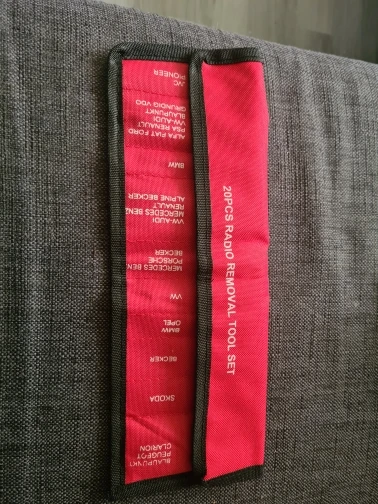 20PCS RADIO REMOVAL TOOL SET
BLAUPUNKT
PEUGEOT
CLARION
SKODA
BECKER
BMW
OPEL
VW
MERCEDES BENZ
PORSCHE
BECKER
VW-AUDI
MERCEDES BENZ
RENAULT
ALPINE BECKER
BMW
ALFA FIAT FORD
PSA RENAULT
VW-AUDI
BLAUPUNKT
GRUNDIG VDO
JVC
PIONEER